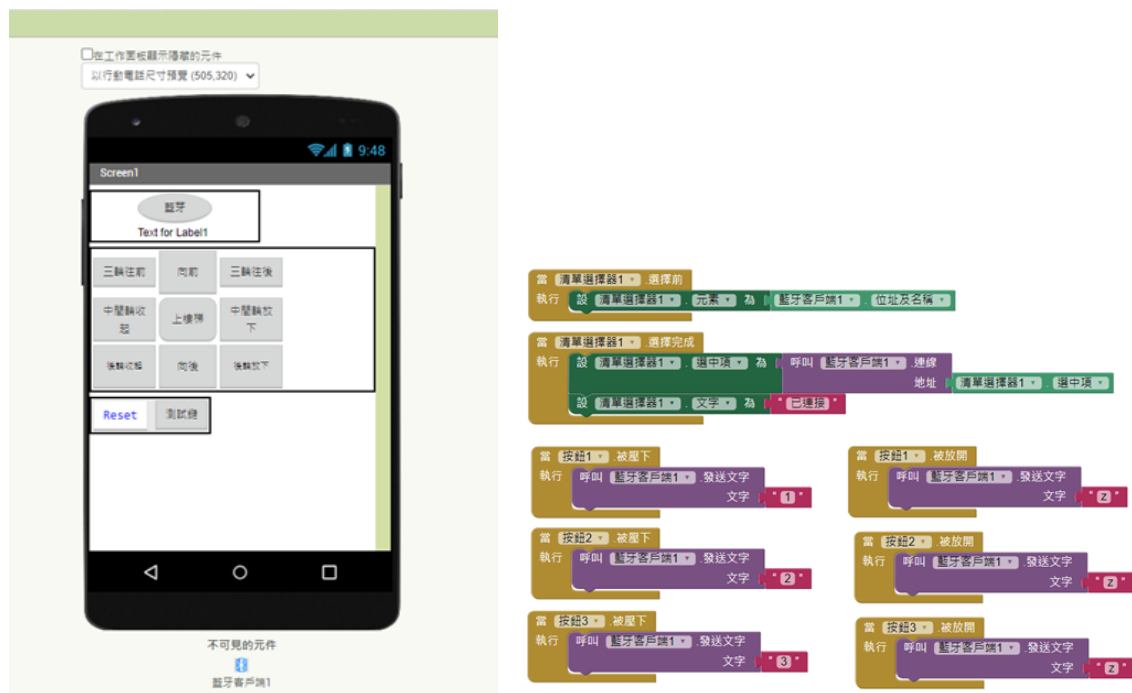 在工作面板顯示隱藏的元件
以行動電話尺寸預覽 (505,320)
9:48
Screen1
藍芽
Text for Label1
三輪往前 向前 三輪往後
中間輪收起 上樓梯 中間輪放下
後輪收起 向後 後輪放下
Reset 測試鍵
不可見的元件
藍牙客戶端1
當 清單選擇器1 .選擇前
執行 設 清單選擇器1 . 元素 為 藍牙客戶端1 . 位址及名稱
當 清單選擇器1 .選擇完成
執行 設 清單選擇器1 . 選中項 為 呼叫 藍牙客戶端1 .連線
地址 清單選擇器1 . 選中項
設 清單選擇器1 . 文字 為 " 已連接 "
當 按鈕1 .被壓下
執行 呼叫 藍牙客戶端1 .發送文字
文字 " 1 "
當 按鈕1 .被放開
執行 呼叫 藍牙客戶端1 .發送文字
文字 " z "
當 按鈕2 .被壓下
執行 呼叫 藍牙客戶端1 .發送文字
文字 " 2 "
當 按鈕2 .被放開
執行 呼叫 藍牙客戶端1 .發送文字
文字 " z "
當 按鈕3 .被壓下
執行 呼叫 藍牙客戶端1 .發送文字
文字 " 3 "
當 按鈕3 .被放開
執行 呼叫 藍牙客戶端1 .發送文字
文字 " z "